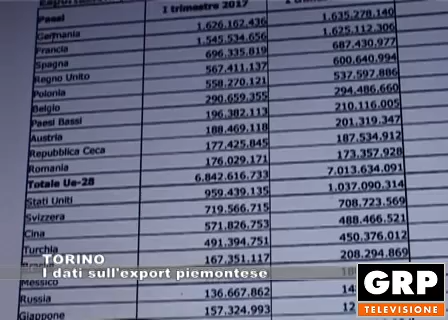 Paesi I trimestre 2017
Germania 1.626.162.436 1.635.278.140
Francia 1.545.534.656 1.625.112.306
Spagna 696.335.819 687.430.977
Regno Unito 567.411.137 600.640.994
Polonia 558.270.121 537.597.886
Belgio 290.659.355 294.486.660
Paesi Bassi 196.382.113 210.116.005
Austria 188.469.118 201.319.347
Repubblica Ceca 177.425.845 187.534.912
Romania 176.029.171 173.357.928
Totale Ue-28 6.842.616.733 7.013.634.091
Stati Uniti 959.439.135 1.037.090.314
Svizzera 719.566.715 708.723.569
Cina 571.826.753 488.466.521
Turchia 491.394.751 450.376.012
167.351.117 208.294.869
Messico
Russia 136.667.862
Giappone 157.324.993
TORINO
I dati sull'export piemontese
GRP
TELEVISIONE